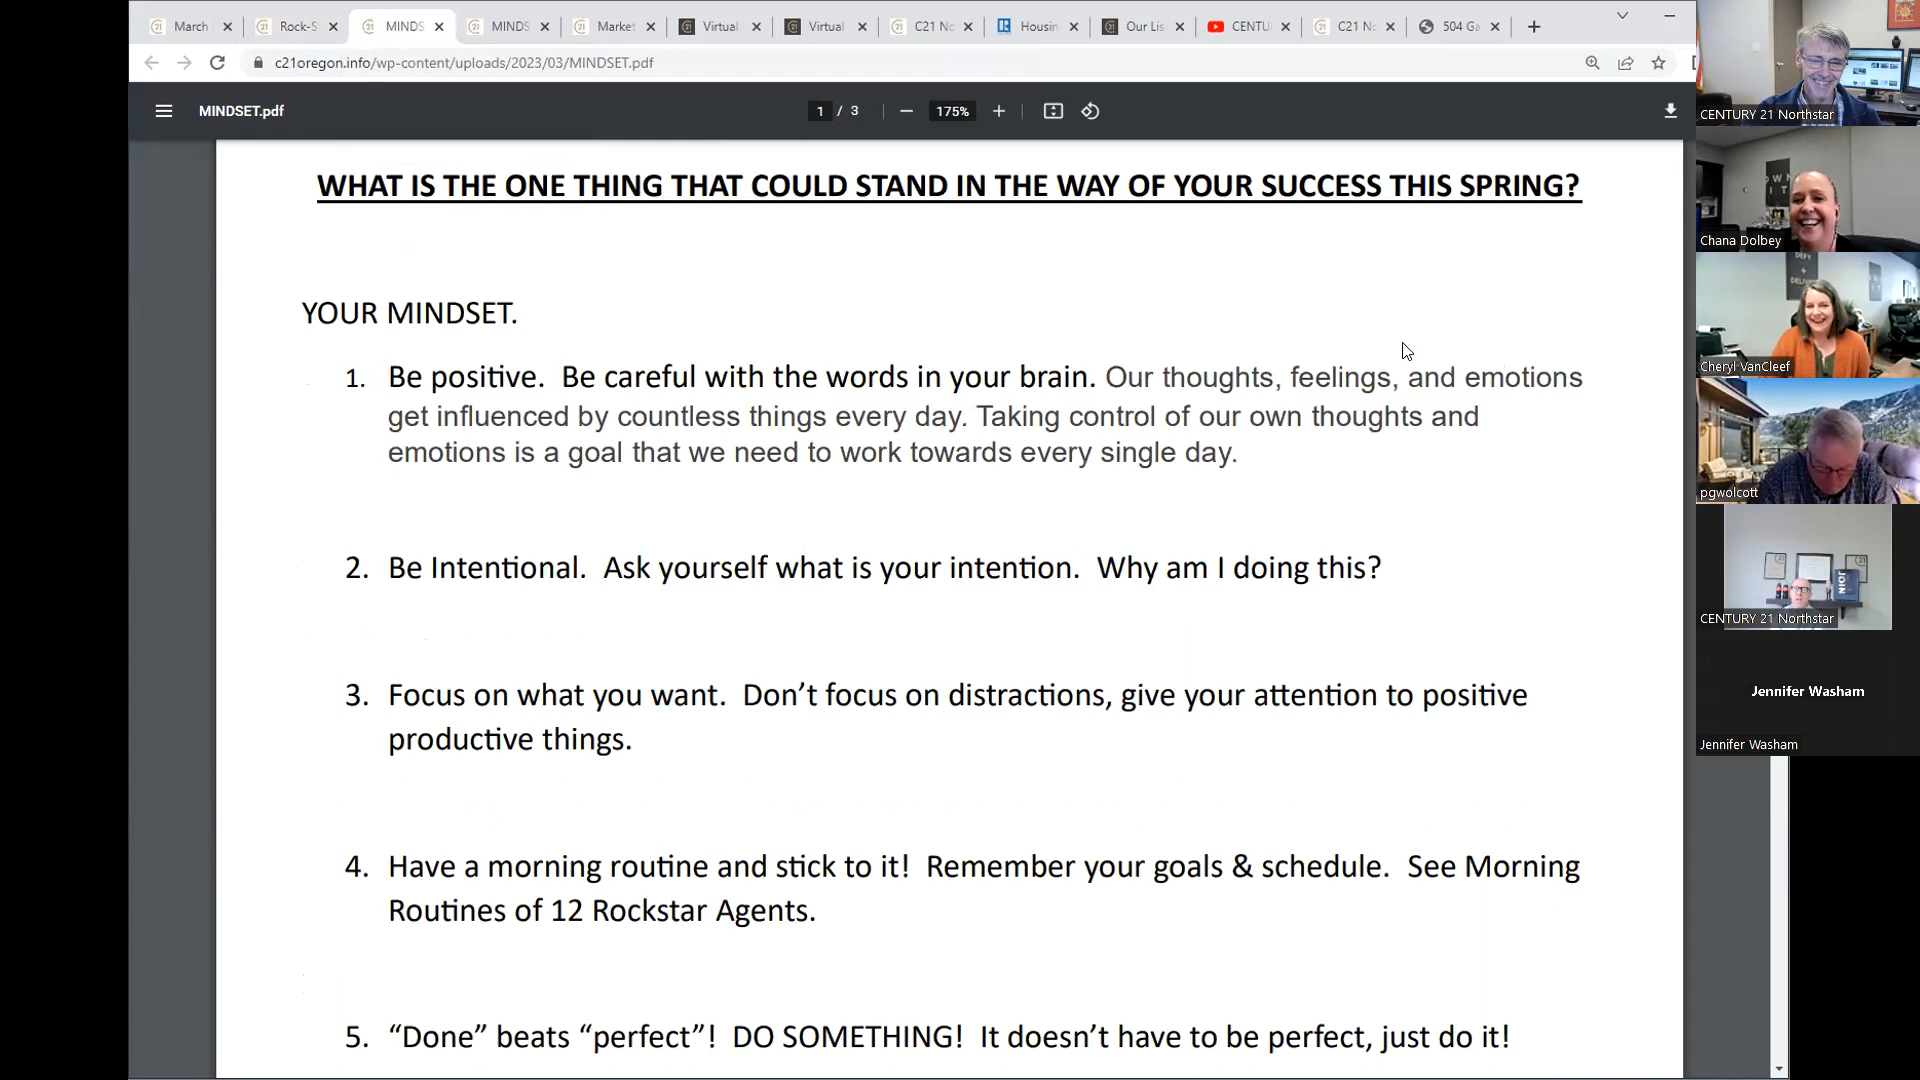 March
Rock-S
MINDS
MINDS
Market
Virtual
Virtual
C21 No
Housin
Our Lis
CENTU
C21 No
504 Ga
c21oregon.info/wp-content/uploads/2023/03/MINDSET.pdf
MINDSET.pdf
1 / 3
175%
WHAT IS THE ONE THING THAT COULD STAND IN THE WAY OF YOUR SUCCESS THIS SPRING?
YOUR MINDSET.
1. Be positive. Be careful with the words in your brain. Our thoughts, feelings, and emotions
get influenced by countless things every day. Taking control of our own thoughts and
emotions is a goal that we need to work towards every single day.
2. Be Intentional. Ask yourself what is your intention. Why am I doing this?
3. Focus on what you want. Don’t focus on distractions, give your attention to positive
productive things.
4. Have a morning routine and stick to it! Remember your goals & schedule. See Morning
Routines of 12 Rockstar Agents.
5. “Done” beats “perfect”! DO SOMETHING! It doesn’t have to be perfect, just do it!
CENTURY 21 Northstar
Chana Dolbey
DEFY
+
DELIVER
Cheryl VanCleef
pgwolcott
JOIN
CENTURY 21 Northstar
Jennifer Washam
Jennifer Washam